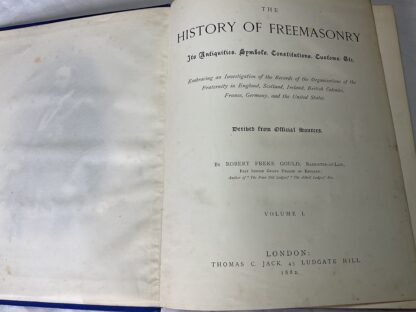 THE
HISTORY OF FREEMASONRY
Its Antiquities, Symbols, Constitutions, Customs, Etc.
Embracing an Investigation of the Records of the Organisations of the
Fraternity in England, Scotland, Ireland, British Colonies,
France, Germany, and the United States.
Derived from Official Sources.
By ROBERT FREKE GOULD, Barrister-at-Law,
Past Senior Grand Deacon of England,
Author of "The Four Old Lodges," "The Atholl Lodges," Etc.
VOLUME I.
LONDON:
THOMAS C. JACK, 45 LUDGATE HILL.
1882.